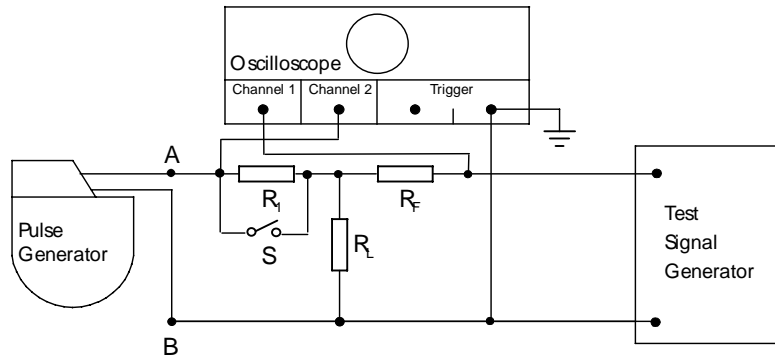 Oscilloscope
Channel 1 Channel 2 Trigger
A
R1
RF
Pulse
Generator
S
RL
Test
Signal
Generator
B